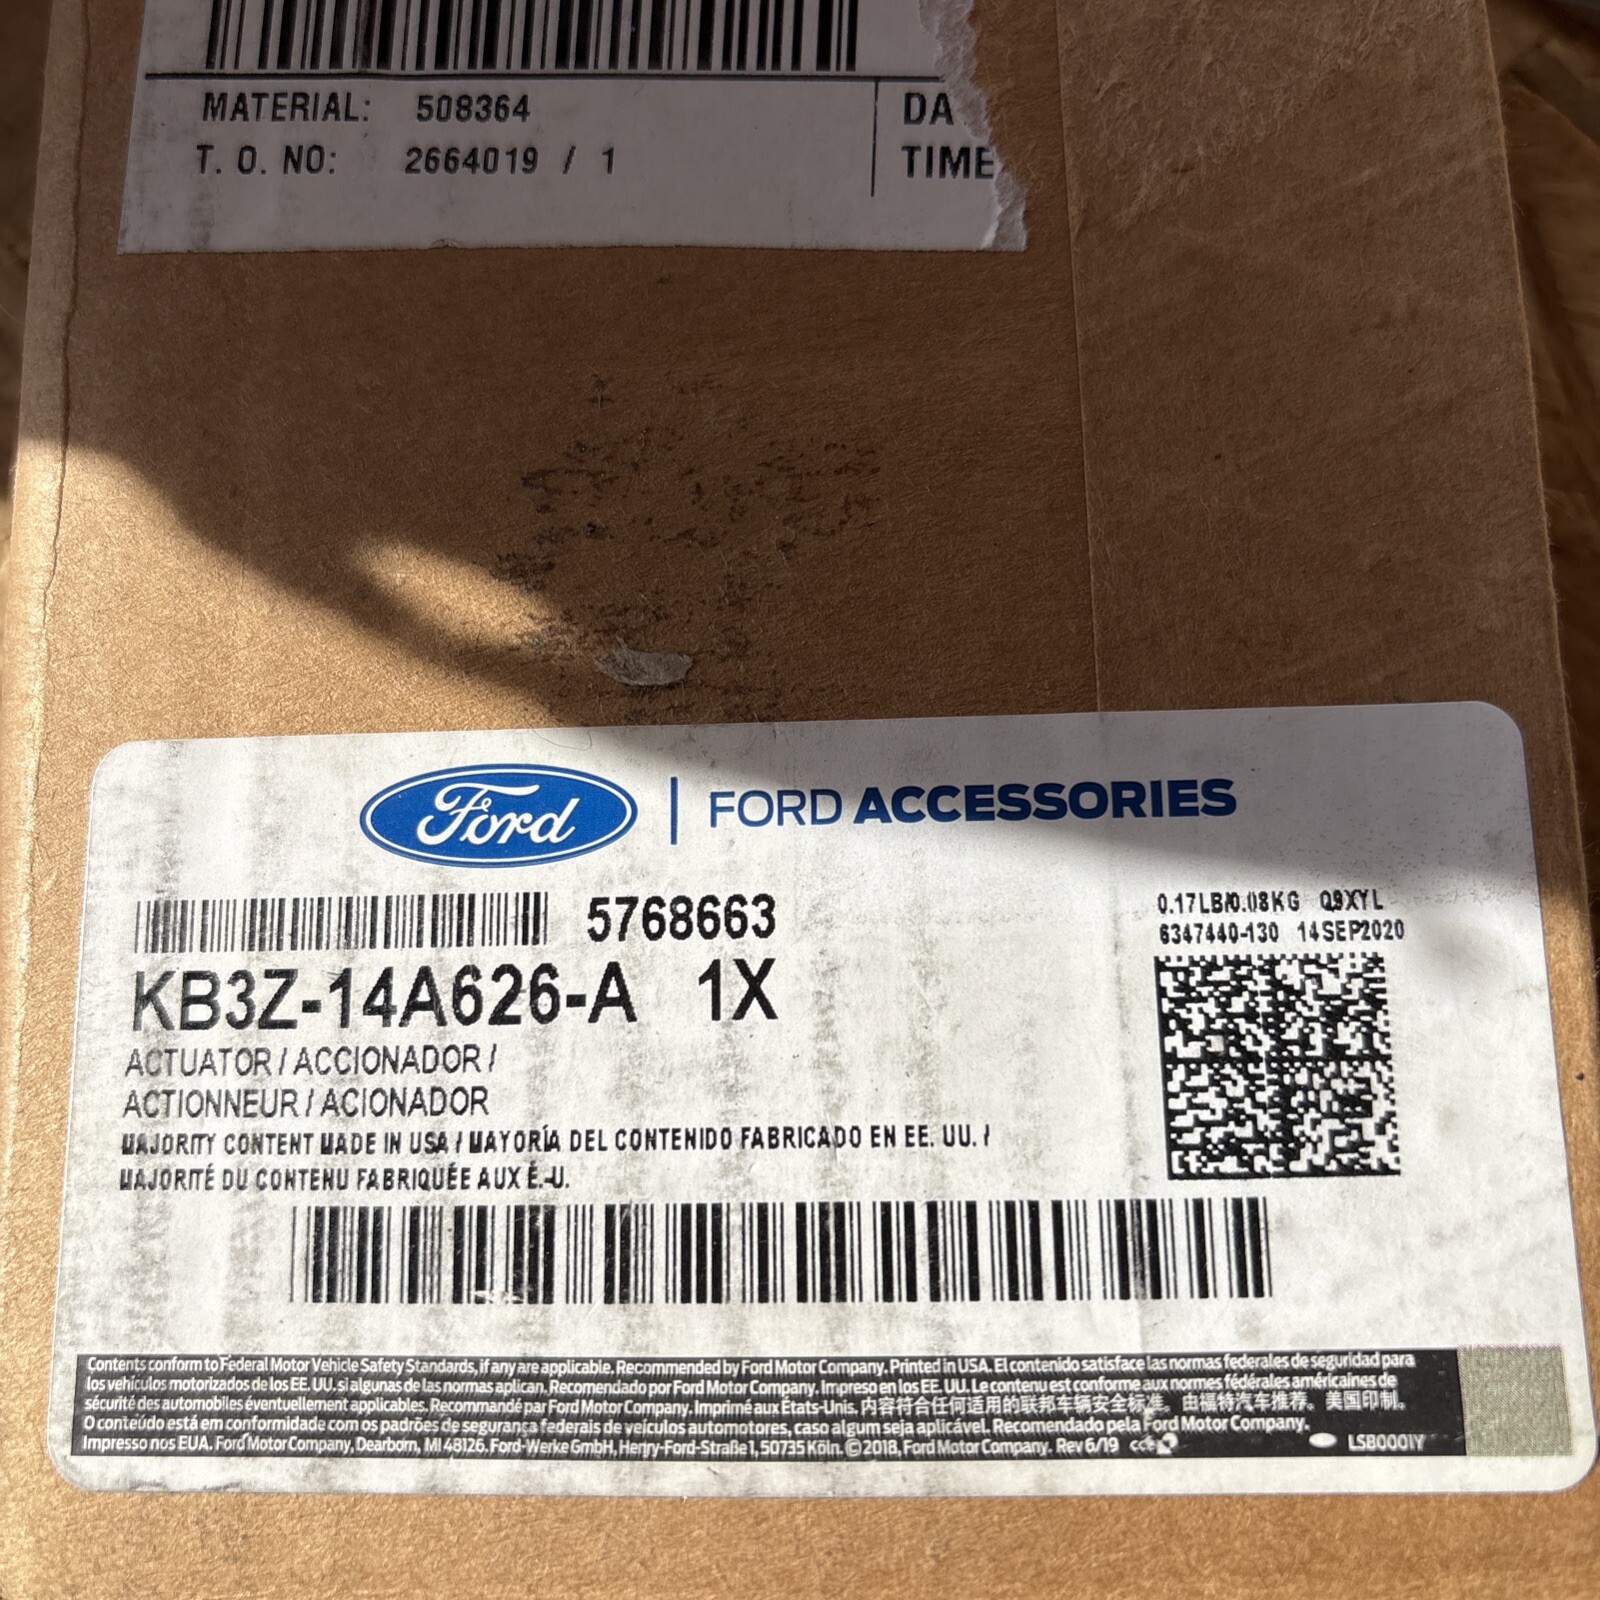 MATERIAL: 508364
DA
T. O. NO: 2664019 / 1
TIME
Ford | FORD ACCESSORIES
5768663
0.17LB/0.08KG Q9XYL
6347440-130 14SEP2020
KB3Z-14A626-A 1X
ACTUATOR / ACCIONADOR /
ACTIONNEUR / ACIONADOR
MAJORITY CONTENT MADE IN USA / MAYORÍA DEL CONTENIDO FABRICADO EN EE. UU. /
MAJORITÉ DU CONTENU FABRIQUÉE AUX É.-U.
Contents conform to Federal Motor Vehicle Safety Standards, if any are applicable. Recommended by Ford Motor Company. Printed in USA. El contenido satisface las normas federales de seguridad para
los vehículos motorizados de los EE. UU. si algunas de las normas aplican. Recomendado por Ford Motor Company. Impreso en los EE. UU. Le contenu est conforme aux normes fédérales américaines de
sécurité des automobiles éventuellement applicables. Recommandé par Ford Motor Company. Imprimé aux États-Unis. 内容符合任何适用的联邦车辆安全标准。由福特汽车推荐。美国印制。
O conteúdo está em conformidade com os padrões de segurança federais de veículos automotores, caso algum seja aplicável. Recomendado pela Ford Motor Company.
Impresso nos EUA. Ford Motor Company, Dearborn, MI 48126. Ford-Werke GmbH, Henry-Ford-Straße 1, 50735 Köln. ©2018, Ford Motor Company. Rev 6/19
LSB0001Y